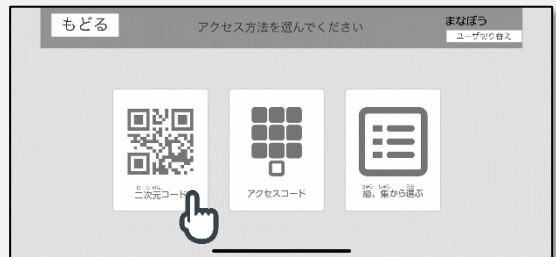 もどる
アクセス方法を選んでください
まなぼう
ユーザ切り替え
二次元コード
アクセスコード
級、集から選ぶ